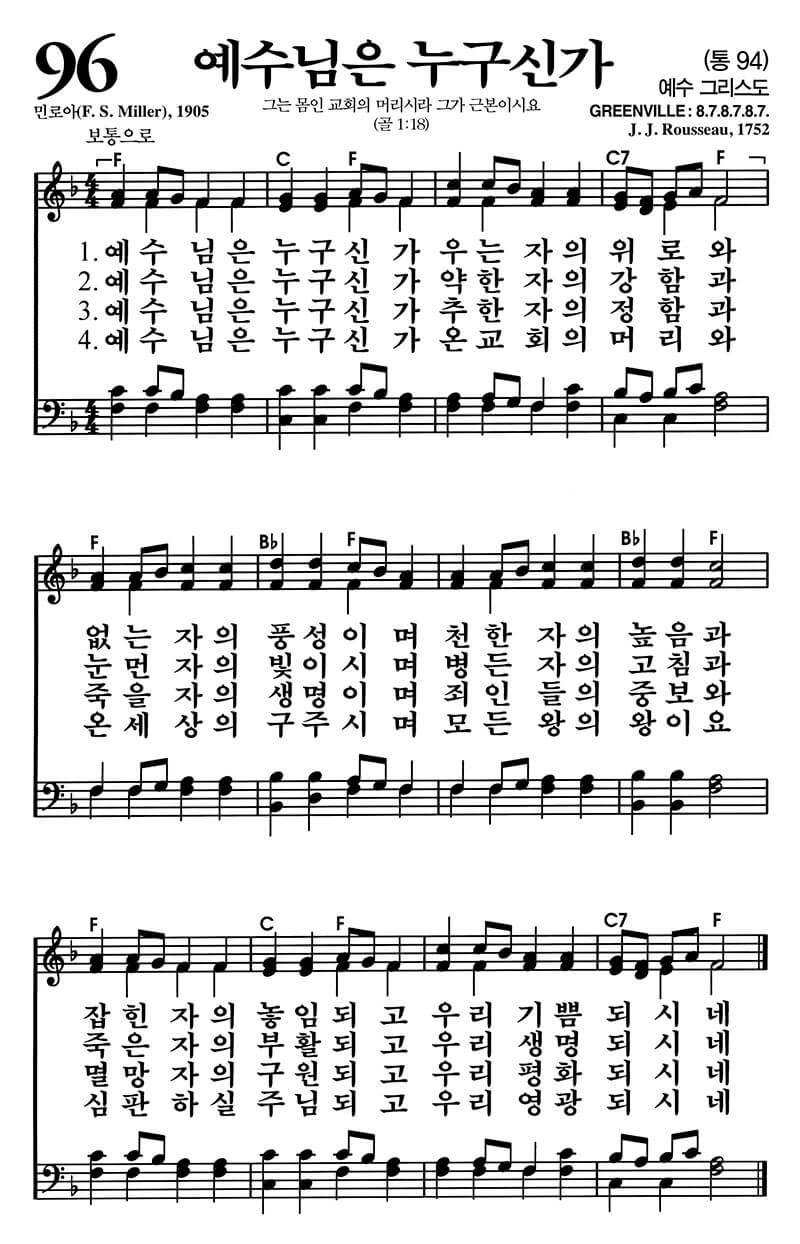 96 예수님은 누구신가 (통 94)
예수 그리스도
민로아(F. S. Miller), 1905 그는 몸인 교회의 머리시라 그가 근본이시요 GREENVILLE : 8.7.8.7.8.7.
(골 1:18) J. J. Rousseau, 1752
보통으로
F C F C7 F
4 4
1. 예 수 님 은 누 구 신 가 우 는 자 의 위 로 와
2. 예 수 님 은 누 구 신 가 약 한 자 의 강 함 과
3. 예 수 님 은 누 구 신 가 추 한 자 의 정 함 과
4. 예 수 님 은 누 구 신 가 온 교 회 의 머 리 와
4 4
F B♭ F B♭ F
없 는 자 의 풍 성 이 며 천 한 자 의 높 음 과
눈 먼 자 의 빛 이 시 며 병 든 자 의 고 침 과
죽 을 자 의 생 명 이 며 죄 인 들 의 중 보 와
온 세 상 의 구 주 시 며 모 든 왕 의 왕 이 요
F C F C7 F
잡 힌 자 의 놓 임 되 고 우 리 기 쁨 되 시 네
죽 은 자 의 부 활 되 고 우 리 생 명 되 시 네
멸 망 자 의 구 원 되 고 우 리 평 화 되 시 네
심 판 하 실 주 님 되 고 우 리 영 광 되 시 네